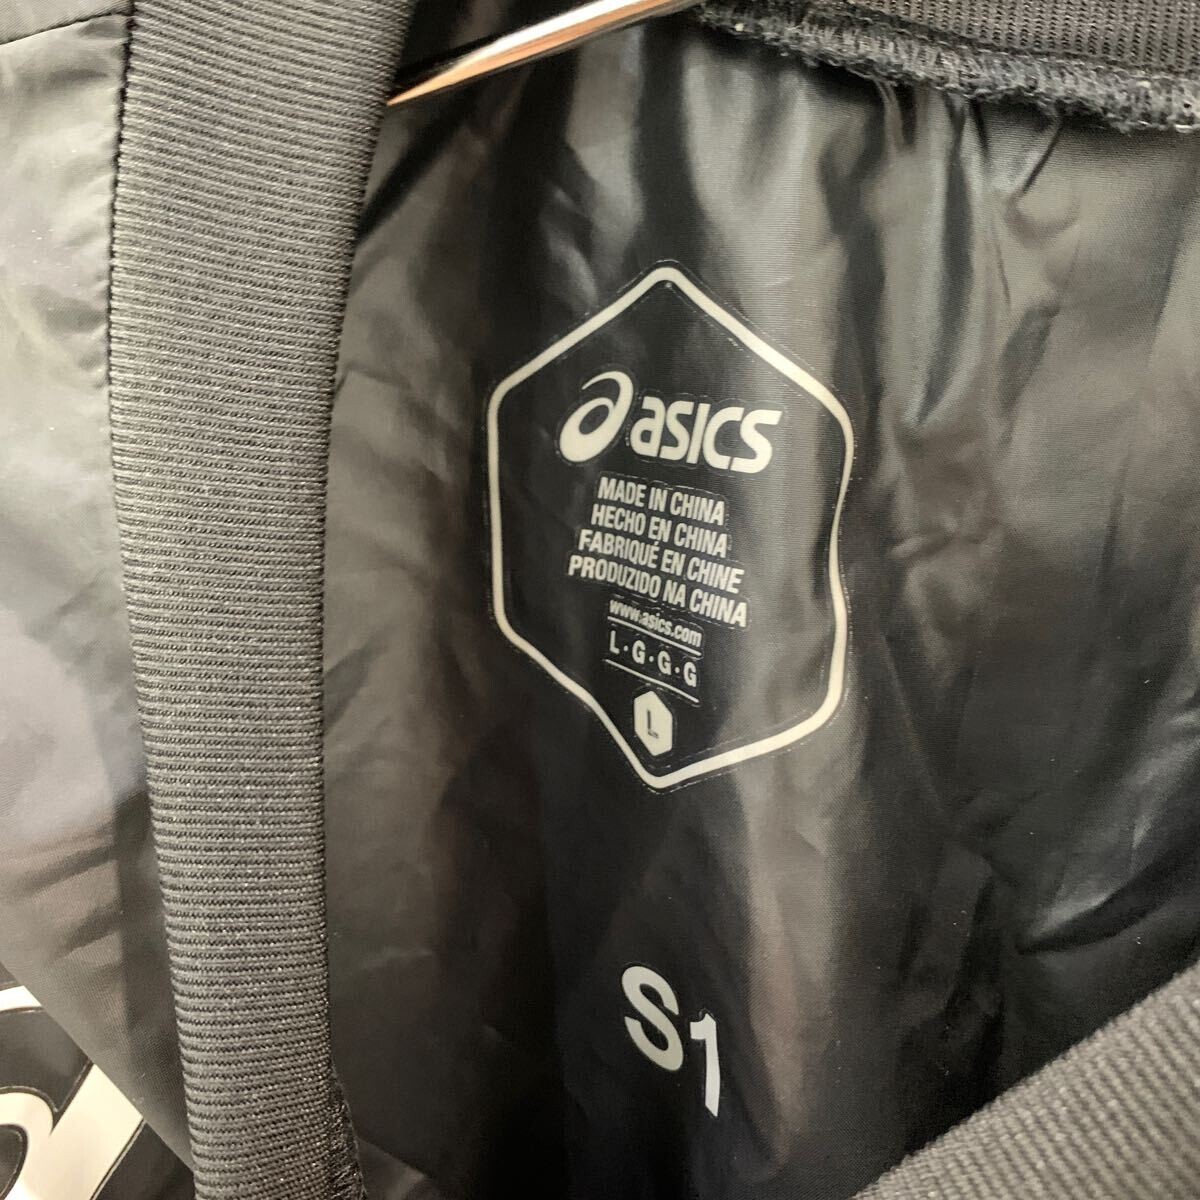 asics
MADE IN CHINA
HECHO EN CHINA
FABRIQUÉ EN CHINE
PRODUZIDO NA CHINA
www.asics.com
L·G·G·G
L
S1